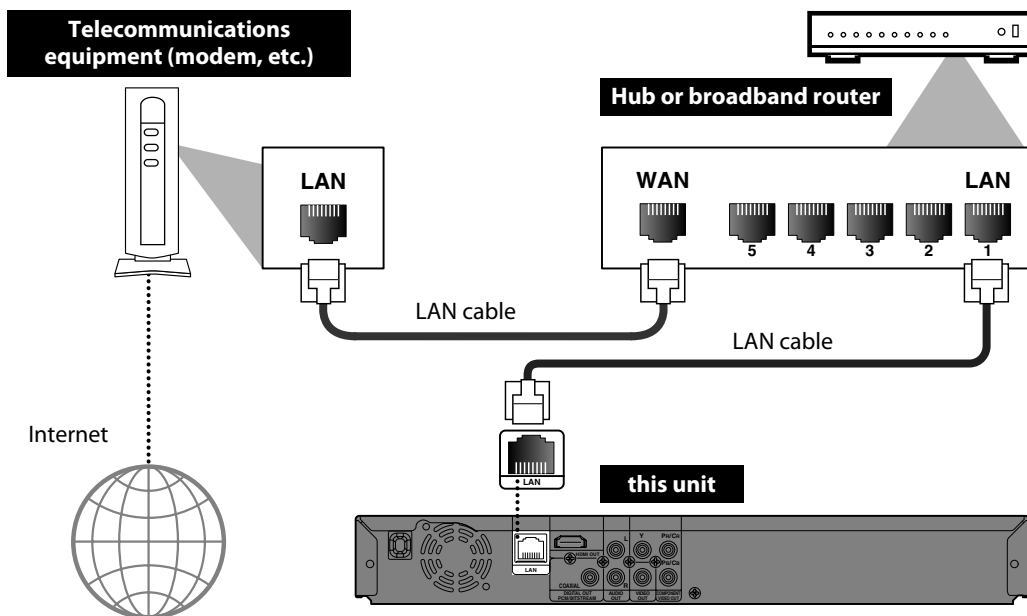 Telecommunications
equipment (modem, etc.)
Hub or broadband router
LAN
WAN
LAN
5
4
3
2
1
LAN cable
LAN cable
Internet
LAN
this unit
LAN
HDMI OUT
COAXIAL
DIGITAL OUT
PCM/BITSTREAM
L
R
AUDIO
OUT
Y
VIDEO
OUT
PR/CR
PB/CB
COMPONENT
VIDEO OUT